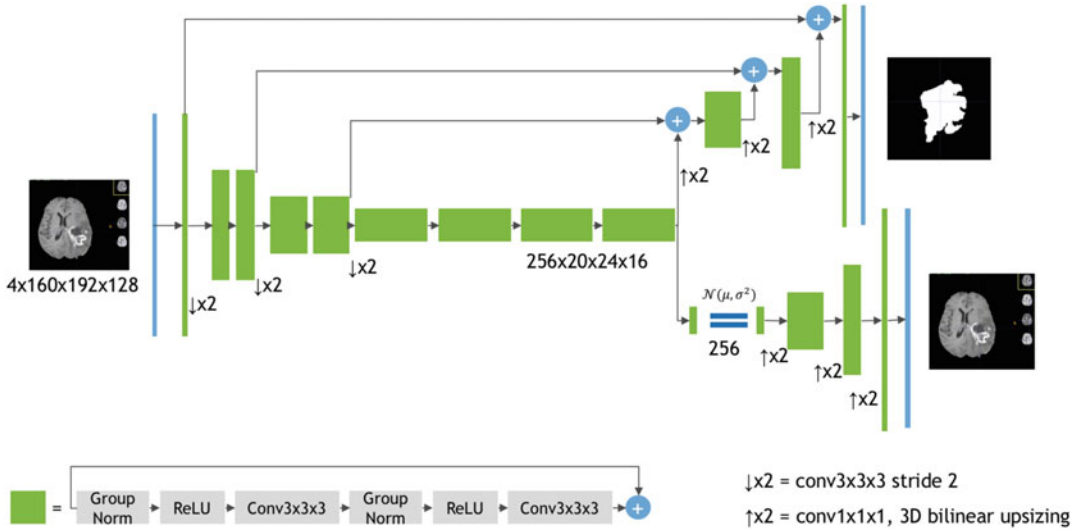 4x160x192x128
↓x2
↓x2
↓x2
256x20x24x16
+
+
+
↑x2
↑x2
↑x2
𝒩(μ, σ²)
256
↑x2
↑x2
↑x2
=
Group Norm
ReLU
Conv3x3x3
Group Norm
ReLU
Conv3x3x3
+
↓x2 = conv3x3x3 stride 2
↑x2 = conv1x1x1, 3D bilinear upsizing